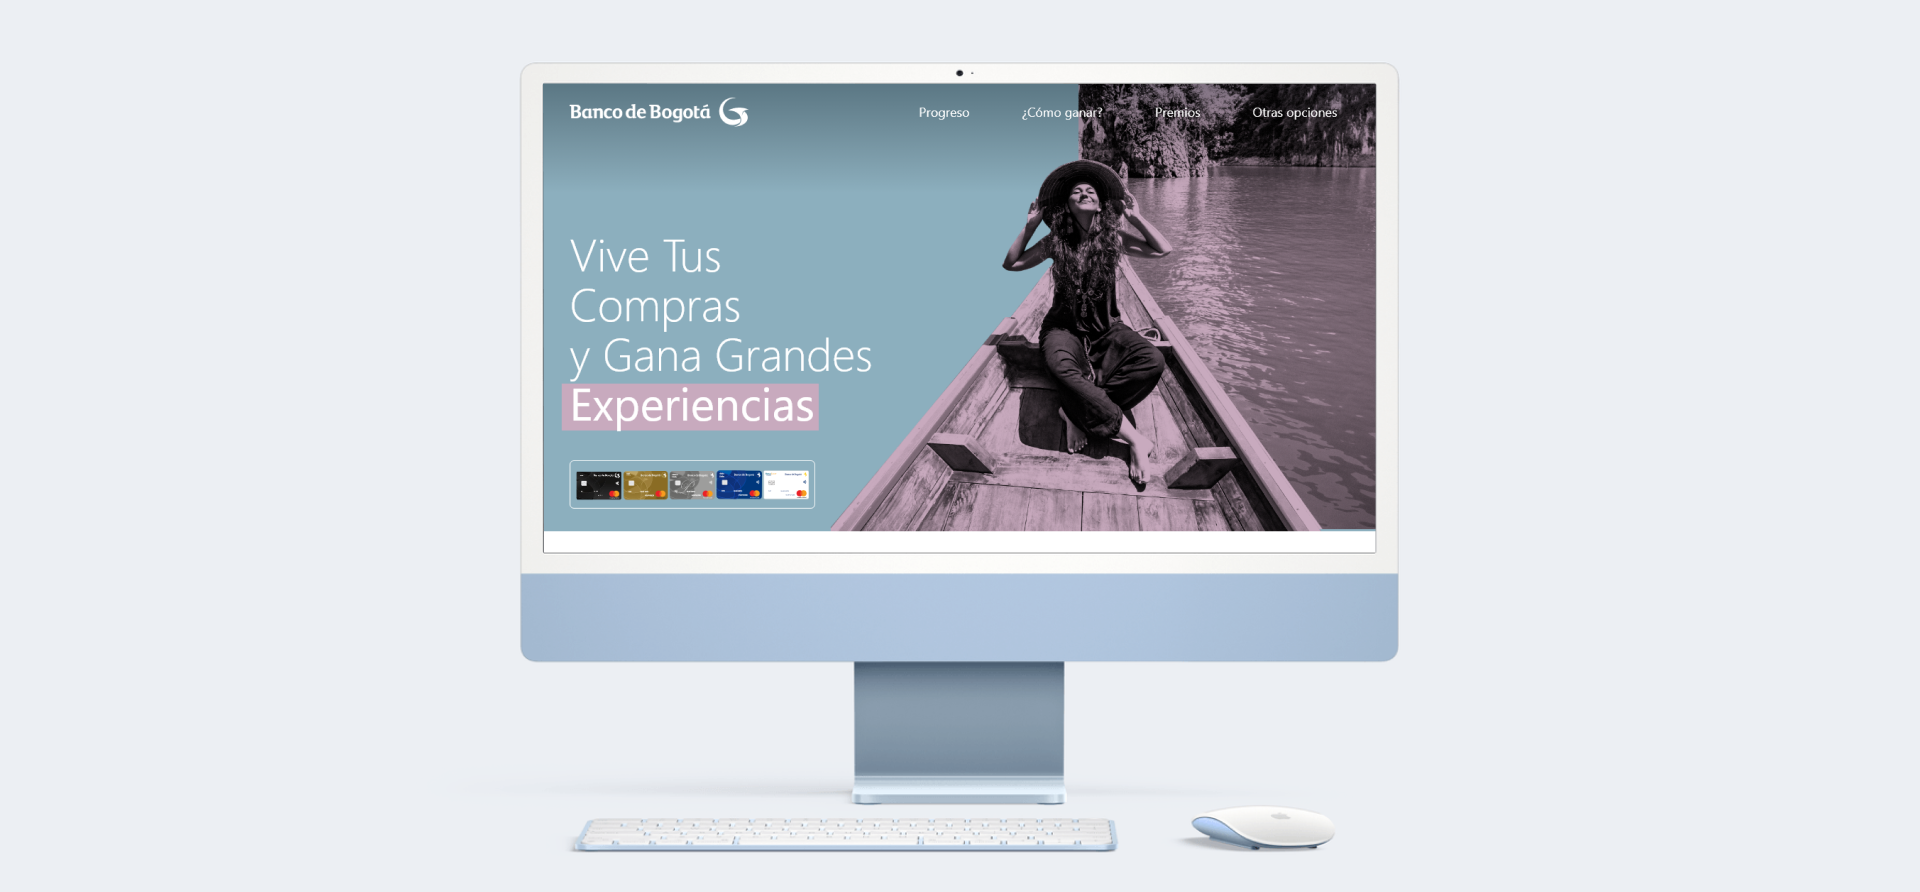 Banco de Bogotá
Progreso
¿Cómo ganar?
Premios
Otras opciones
Vive Tus
Compras
y Gana Grandes
Experiencias